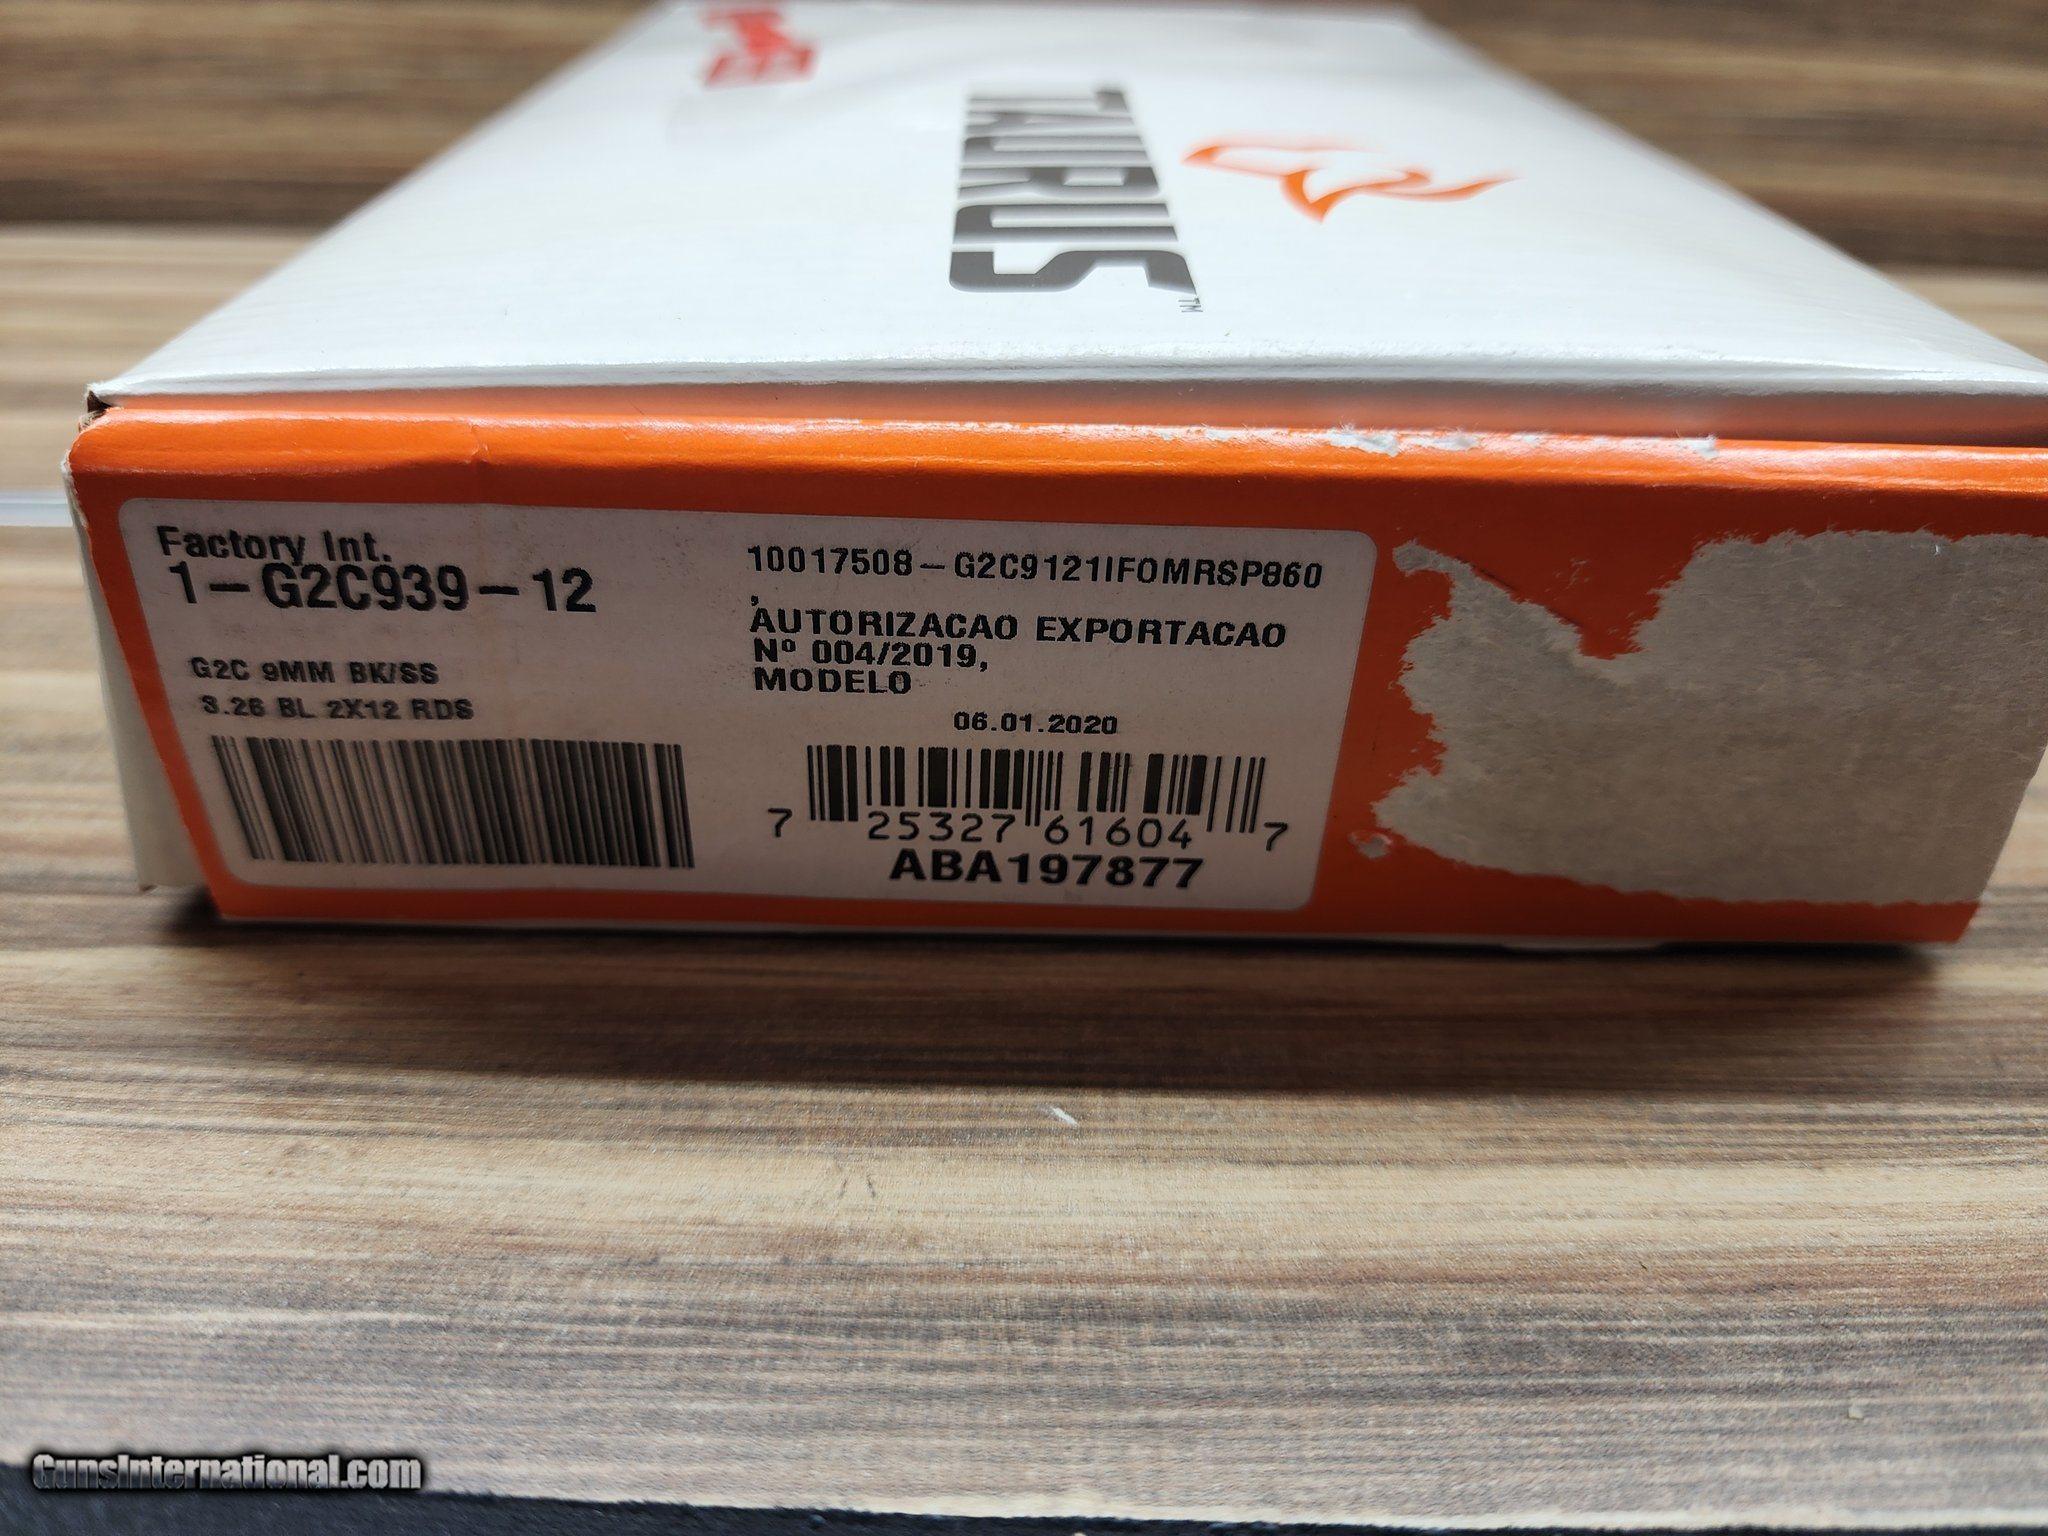 TAURUS™
Factory Int.
1-G2C939-12
G2C 9MM BK/SS
3.26 BL 2X12 RDS
10017508-G2C9121IFOMRSP860
,
AUTORIZACAO EXPORTACAO
Nº 004/2019,
MODELO
06.01.2020
7 25327 61604 7
ABA197877
GunsInternational.com